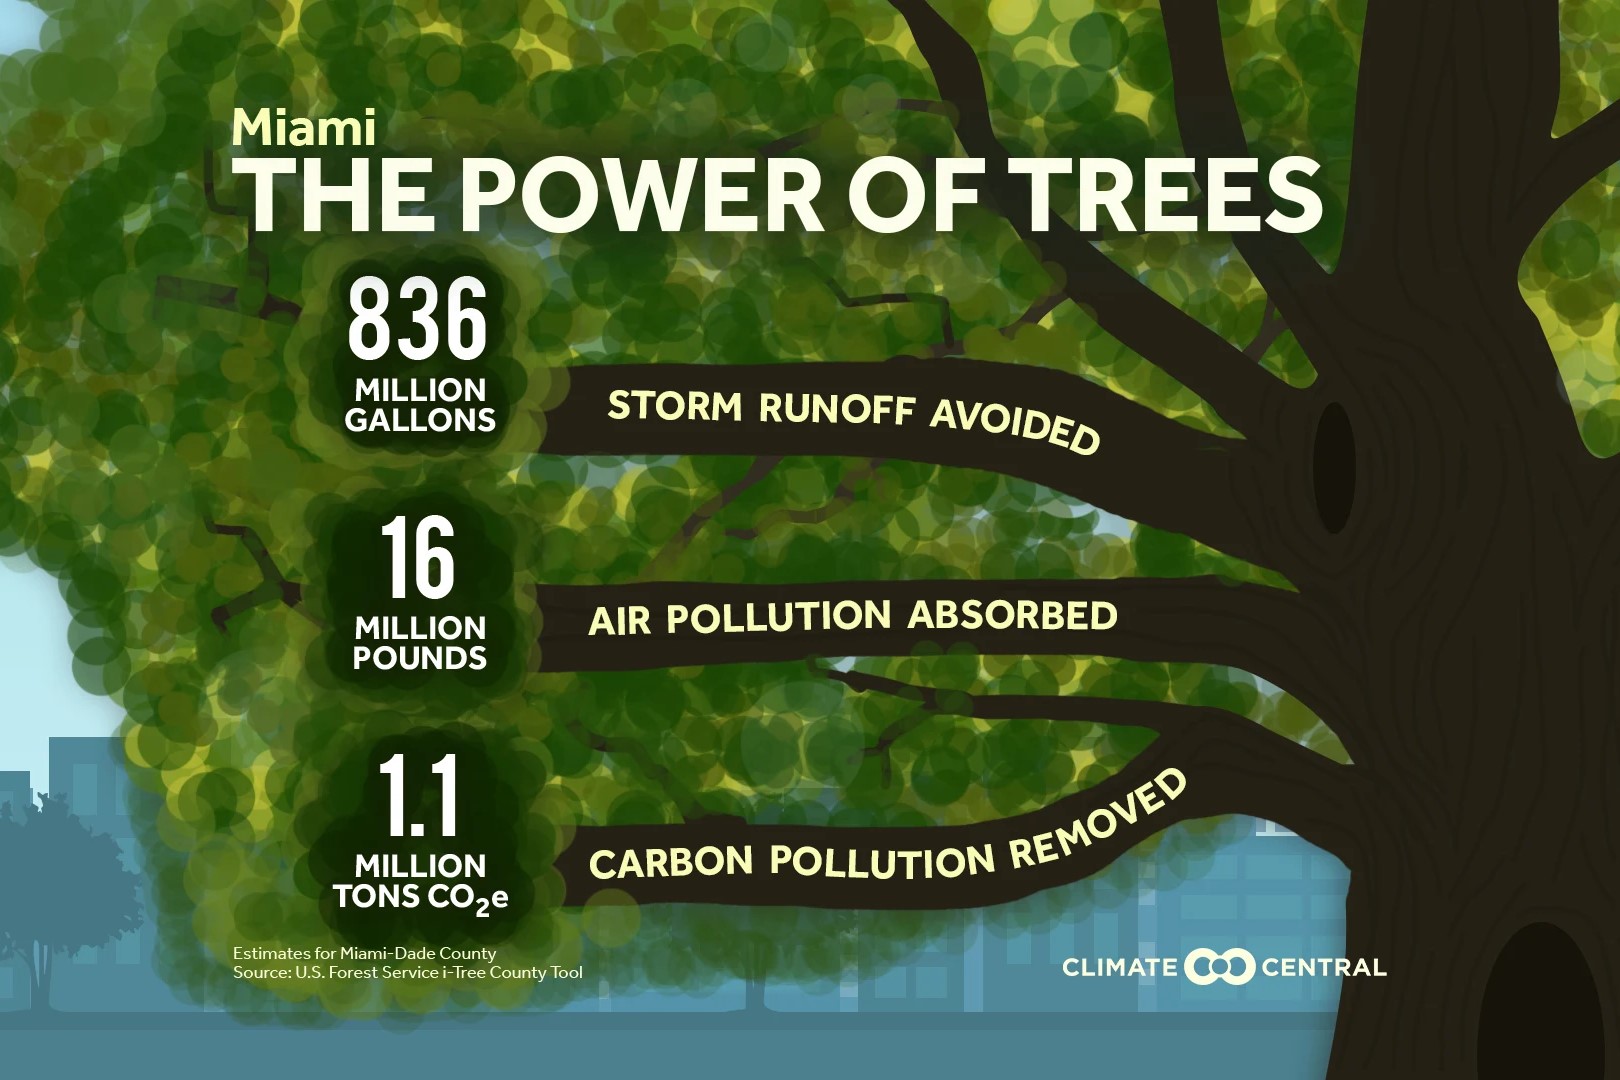 Miami
THE POWER OF TREES
836
MILLION
GALLONS
STORM RUNOFF AVOIDED
16
MILLION
POUNDS
AIR POLLUTION ABSORBED
1.1
MILLION
TONS CO₂e
CARBON POLLUTION REMOVED
Estimates for Miami-Dade County
Source: U.S. Forest Service i-Tree County Tool
CLIMATE CENTRAL